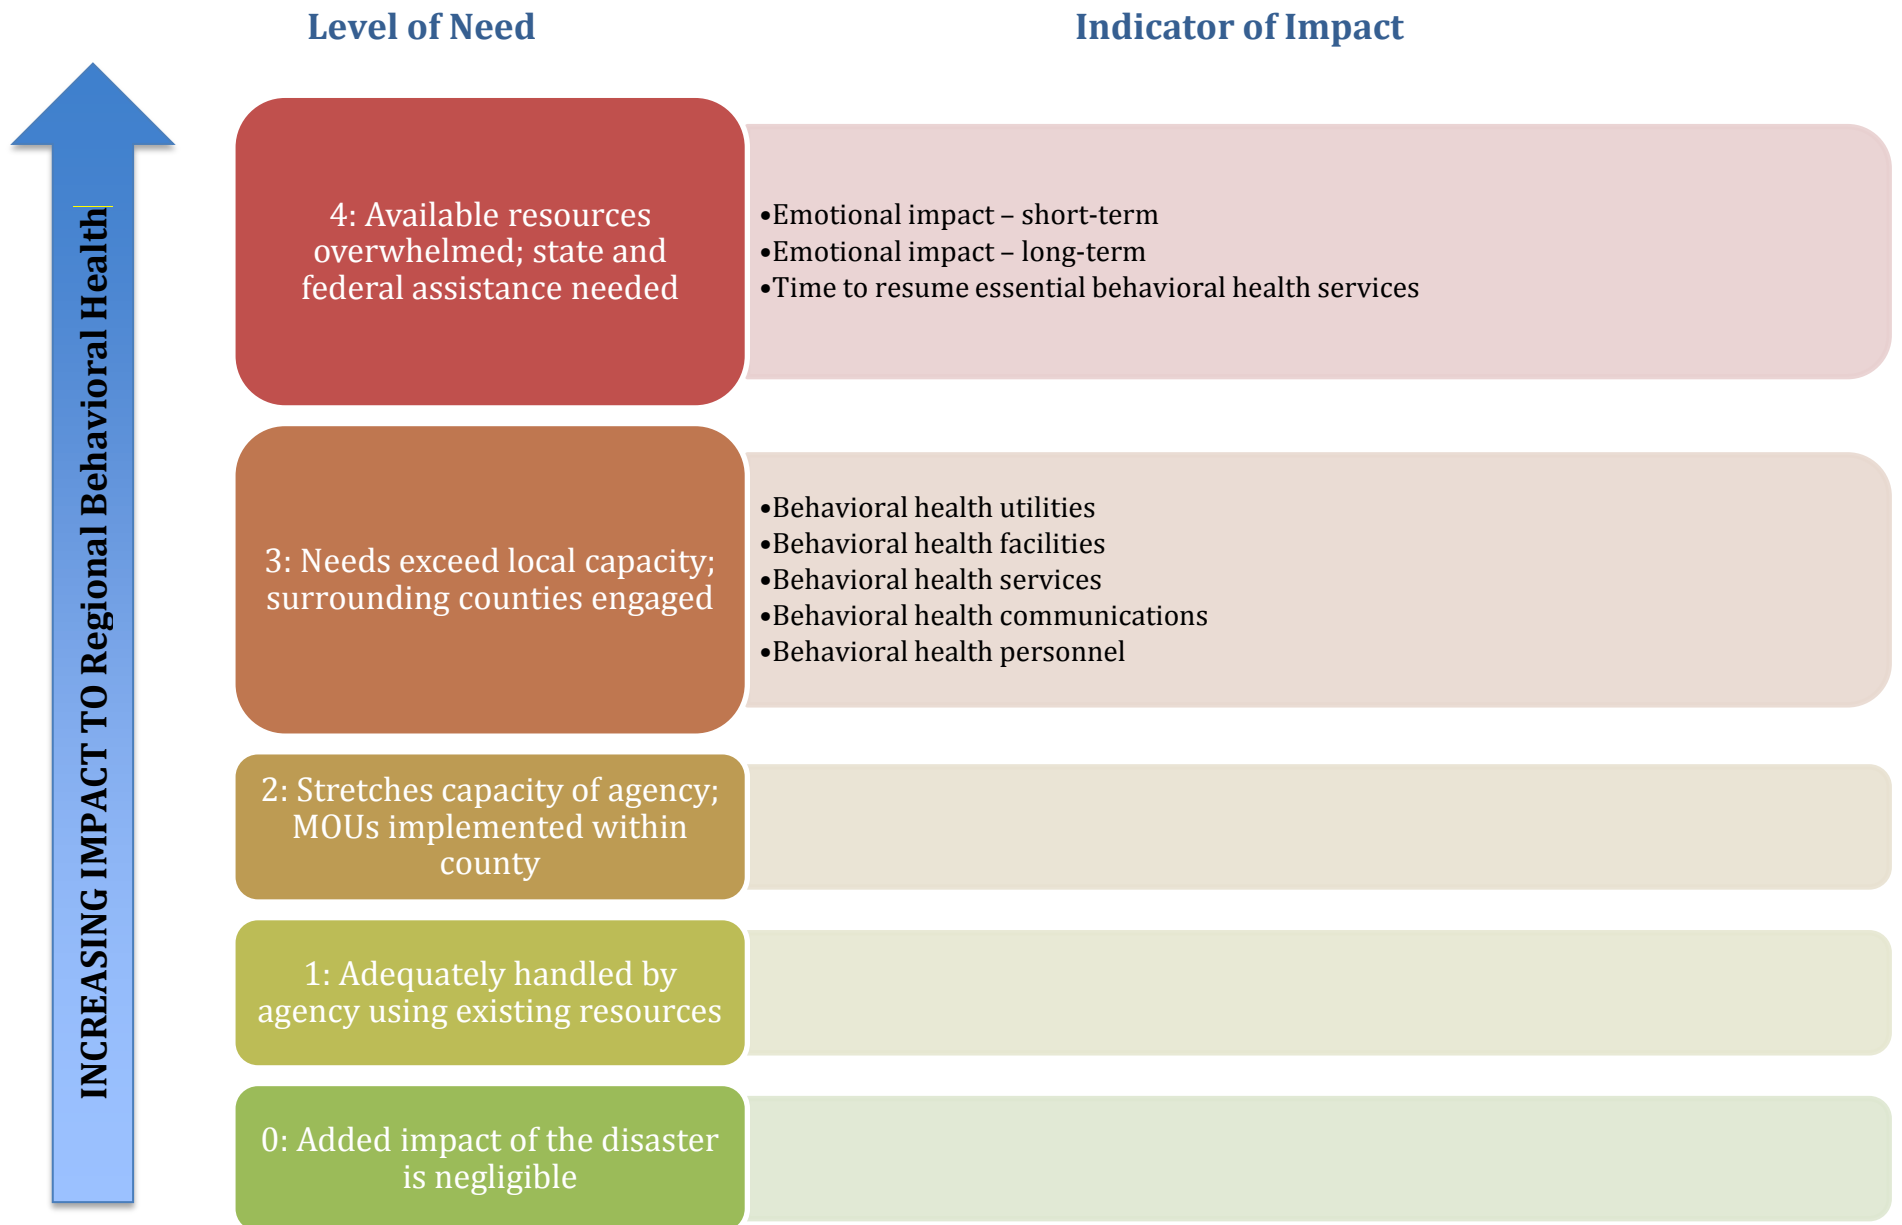 Level of Need
Indicator of Impact
INCREASING IMPACT TO Regional Behavioral Health
4: Available resources
overwhelmed; state and
federal assistance needed
•Emotional impact – short-term
•Emotional impact – long-term
•Time to resume essential behavioral health services
3: Needs exceed local capacity;
surrounding counties engaged
•Behavioral health utilities
•Behavioral health facilities
•Behavioral health services
•Behavioral health communications
•Behavioral health personnel
2: Stretches capacity of agency;
MOUs implemented within
county
1: Adequately handled by
agency using existing resources
0: Added impact of the disaster
is negligible